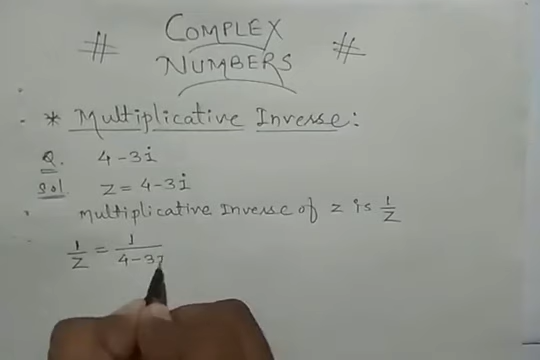 # COMPLEX #
NUMBERS
* Multiplicative Inverse:
Q. 4-3i
Sol. z = 4-3i
Multiplicative Inverse of z is 1/z
1/z = 1/4-3i